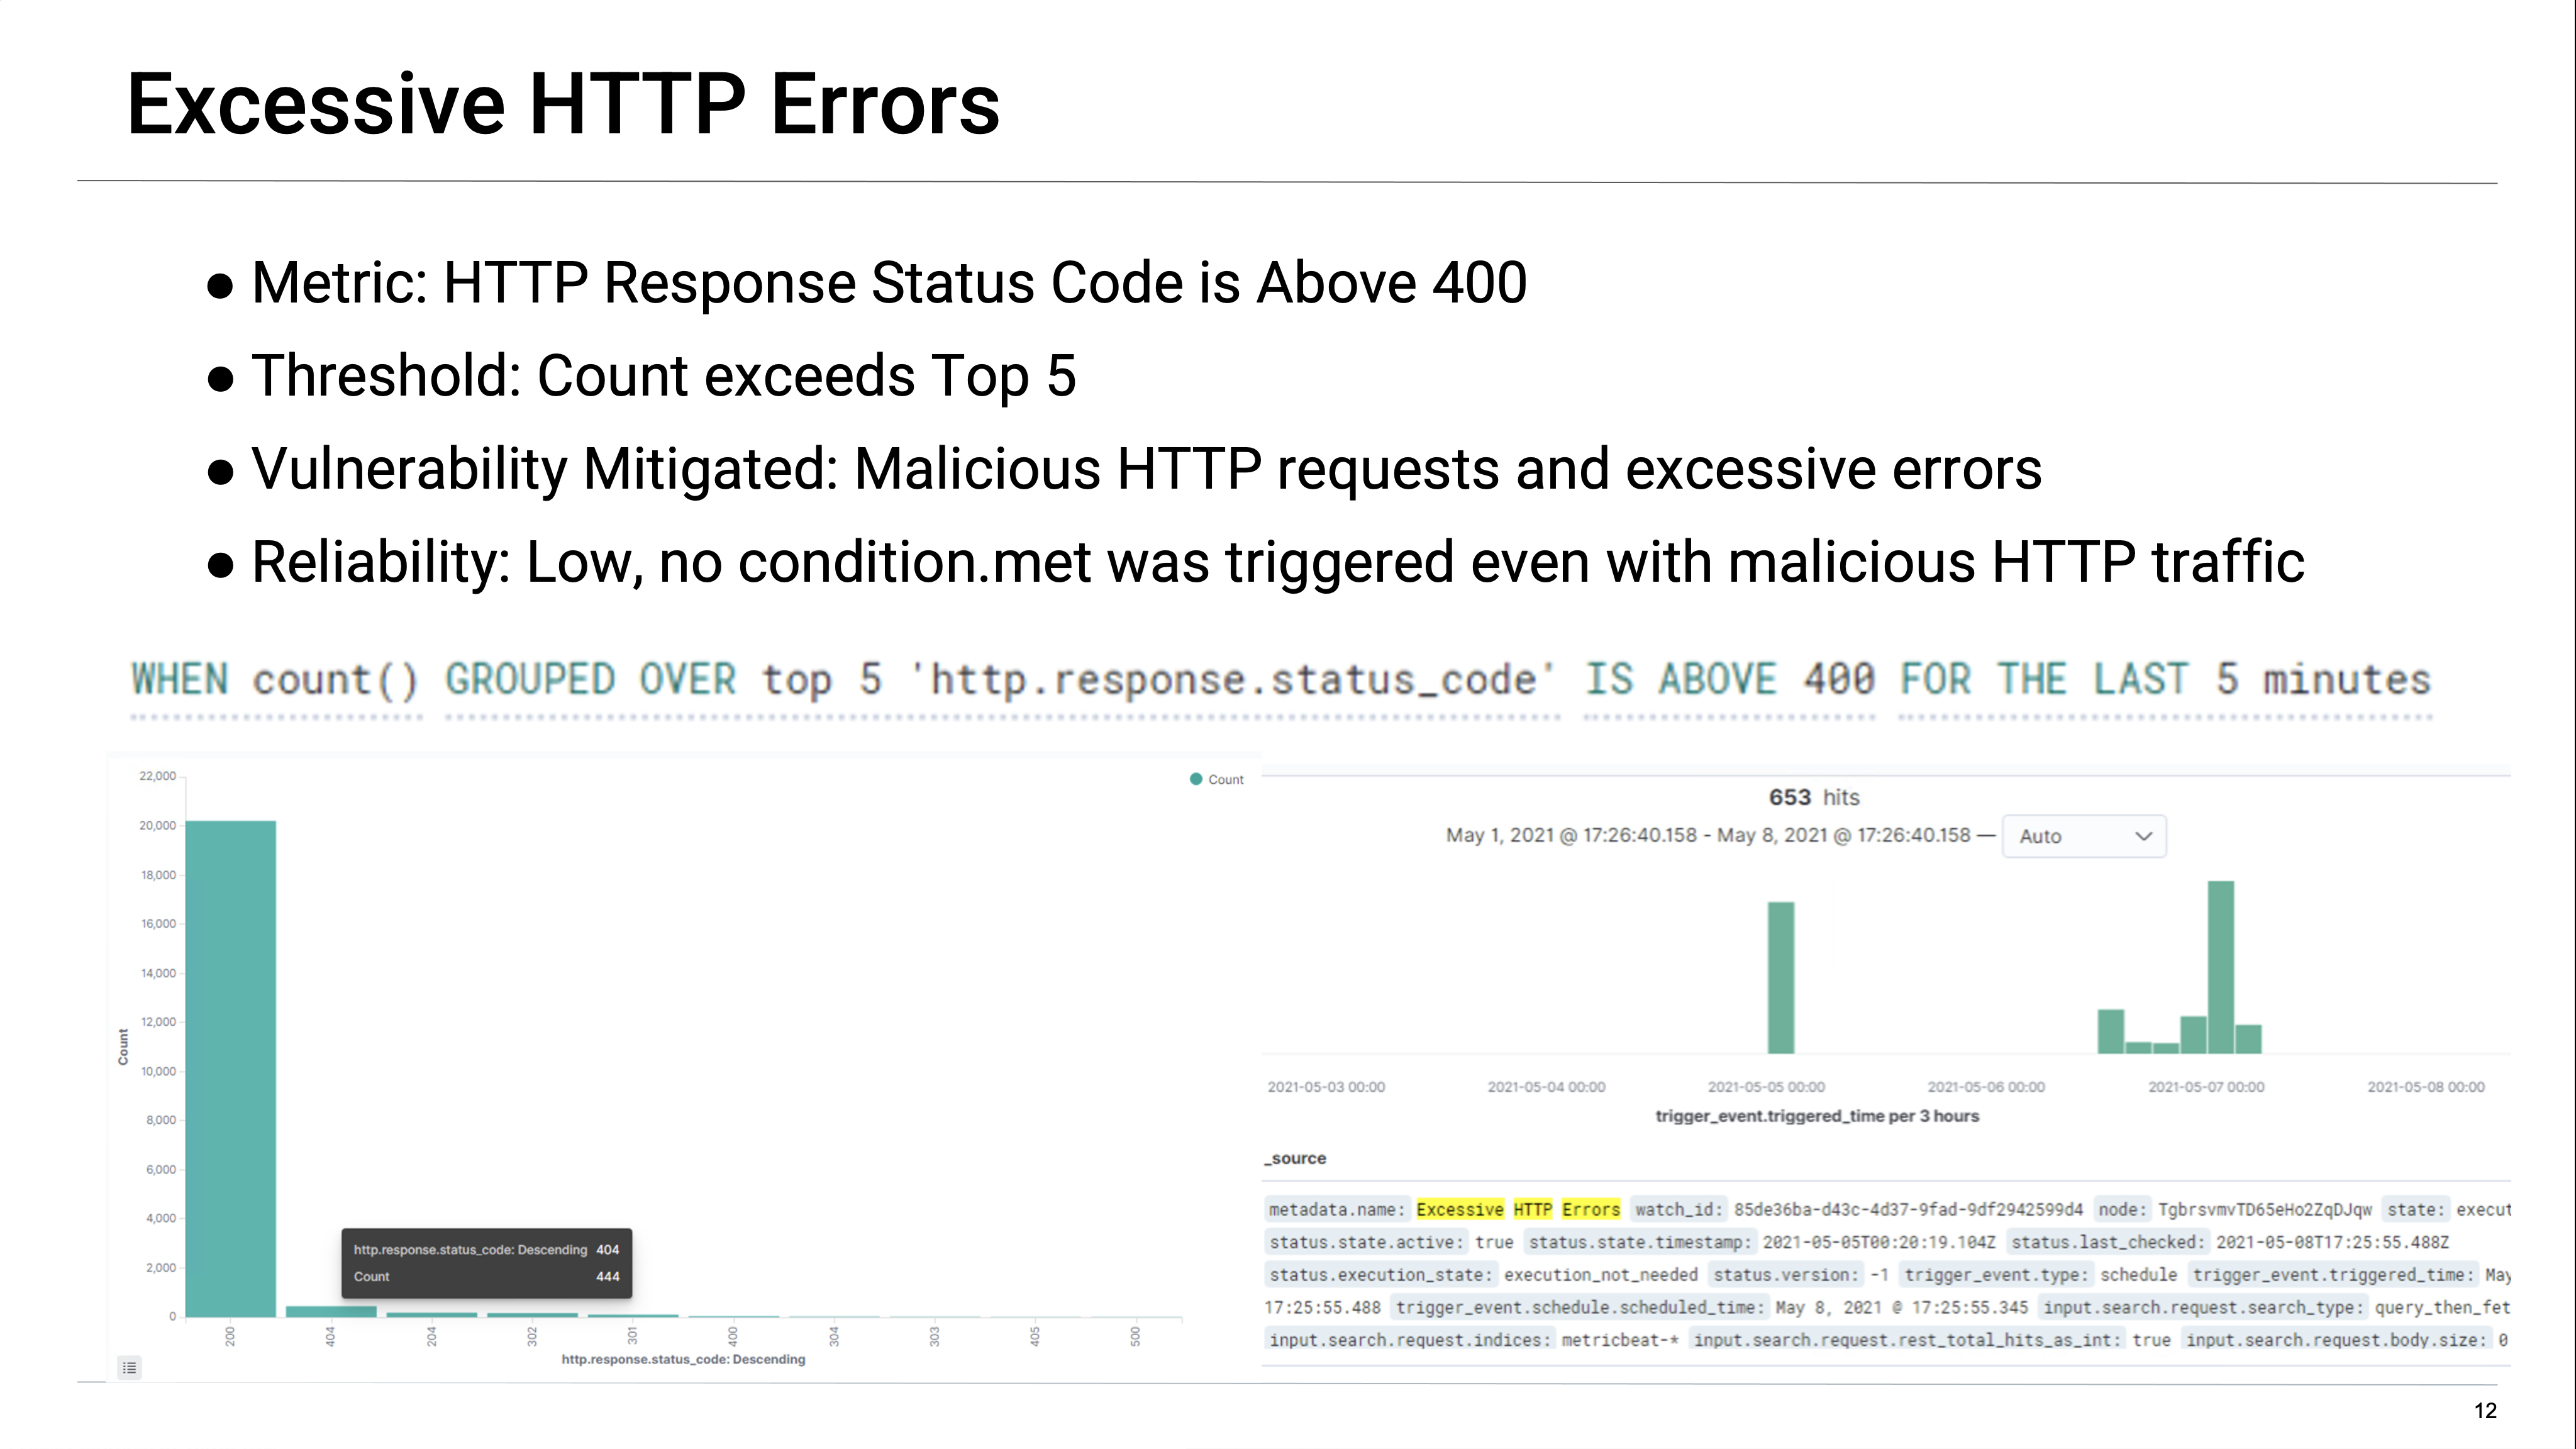 Excessive HTTP Errors
● Metric: HTTP Response Status Code is Above 400
● Threshold: Count exceeds Top 5
● Vulnerability Mitigated: Malicious HTTP requests and excessive errors
● Reliability: Low, no condition.met was triggered even with malicious HTTP traffic
WHEN count() GROUPED OVER top 5 'http.response.status_code' IS ABOVE 400 FOR THE LAST 5 minutes
22,000
20,000
18,000
16,000
14,000
12,000
10,000
8,000
6,000
4,000
2,000
0
Count
Count
http.response.status_code: Descending 404
Count 444
200 404 204 302 301 400 304 303 405 500
http.response.status_code: Descending
653 hits
May 1, 2021 @ 17:26:40.158 - May 8, 2021 @ 17:26:40.158 — Auto
2021-05-03 00:00 2021-05-04 00:00 2021-05-05 00:00 2021-05-06 00:00 2021-05-07 00:00 2021-05-08 00:00
trigger_event.triggered_time per 3 hours
_source
metadata.name: Excessive HTTP Errors watch_id: 85de36ba-d43c-4d37-9fad-9df2942599d4 node: TgbrsvmvTD65eHo2ZqDJqw state: execut
status.state.active: true status.state.timestamp: 2021-05-05T00:20:19.104Z status.last_checked: 2021-05-08T17:25:55.488Z
status.execution_state: execution_not_needed status.version: -1 trigger_event.type: schedule trigger_event.triggered_time: May
17:25:55.488 trigger_event.schedule.scheduled_time: May 8, 2021 @ 17:25:55.345 input.search.request.search_type: query_then_fet
input.search.request.indices: metricbeat-* input.search.request.rest_total_hits_as_int: true input.search.request.body.size: 0
12